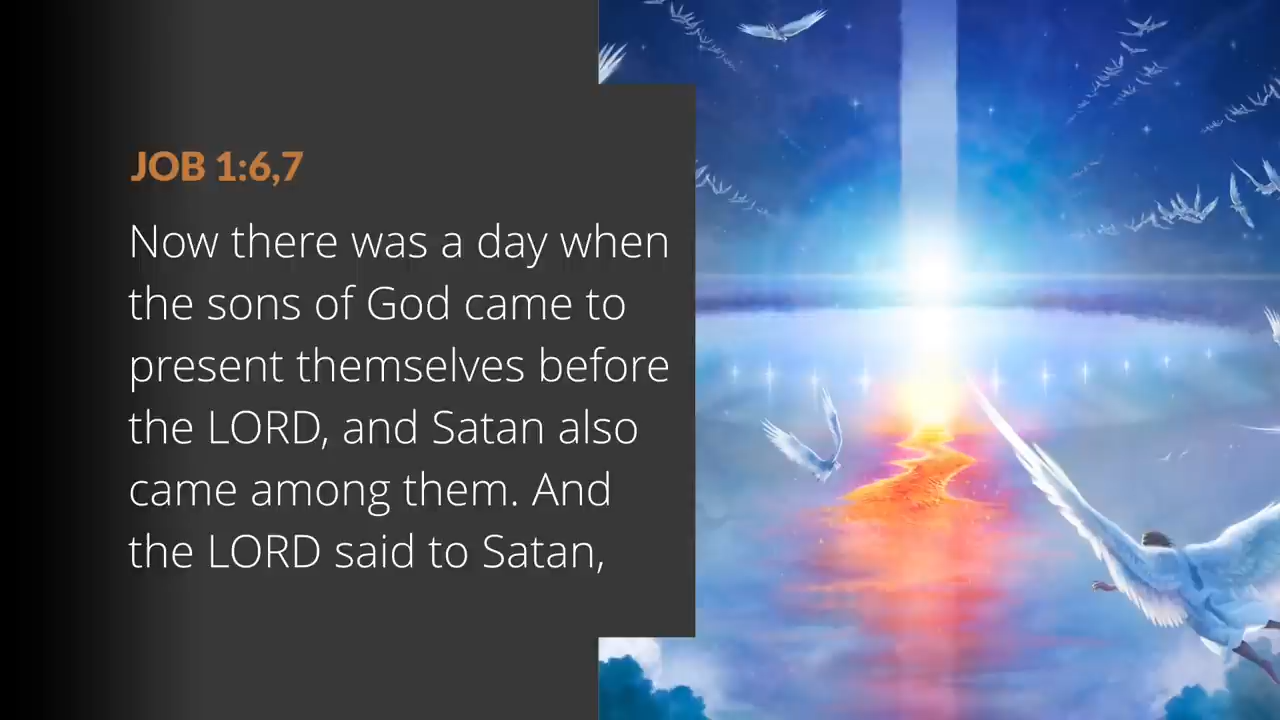 JOB 1:6,7
Now there was a day when
the sons of God came to
present themselves before
the LORD, and Satan also
came among them. And
the LORD said to Satan,